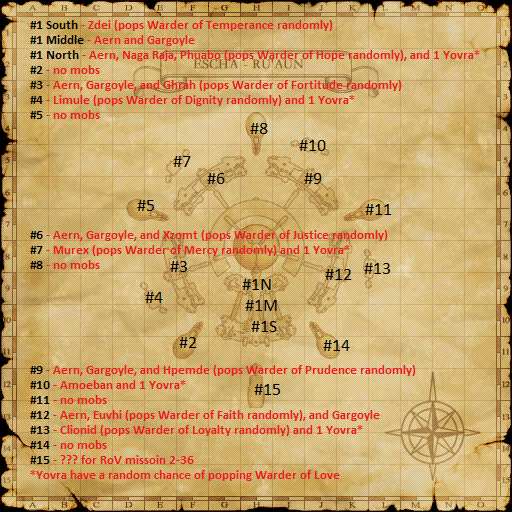 #1 South - Zdei (pops Warder of Temperance randomly)
#1 Middle - Aern and Gargoyle
#1 North - Aern, Naga Raja, Phuabo (pops Warder of Hope randomly), and 1 Yovra*
#2 - no mobs
ESCHA - RU'AUN
#3 - Aern, Gargoyle, and Ghrah (pops Warder of Fortitude randomly)
#4 - Limule (pops Warder of Dignity randomly) and 1 Yovra*
#5 - no mobs
#8
#10
#7
#6
#9
#5
#11
#6 - Aern, Gargoyle, and Xzomt (pops Warder of Justice randomly)
#7 - Murex (pops Warder of Mercy randomly) and 1 Yovra*
#8 - no mobs
#3
#12
#13
#1N
#4
#1M
#1S
#2
#14
#9 - Aern, Gargoyle, and Hpemde (pops Warder of Prudence randomly)
#10 - Amoeban and 1 Yovra*
#15
#11 - no mobs
#12 - Aern, Euvhi (pops Warder of Faith randomly), and Gargoyle
#13 - Clionid (pops Warder of Loyalty randomly) and 1 Yovra*
#14 - no mobs
#15 - ??? for RoV missoin 2-36
*Yovra have a random chance of popping Warder of Love